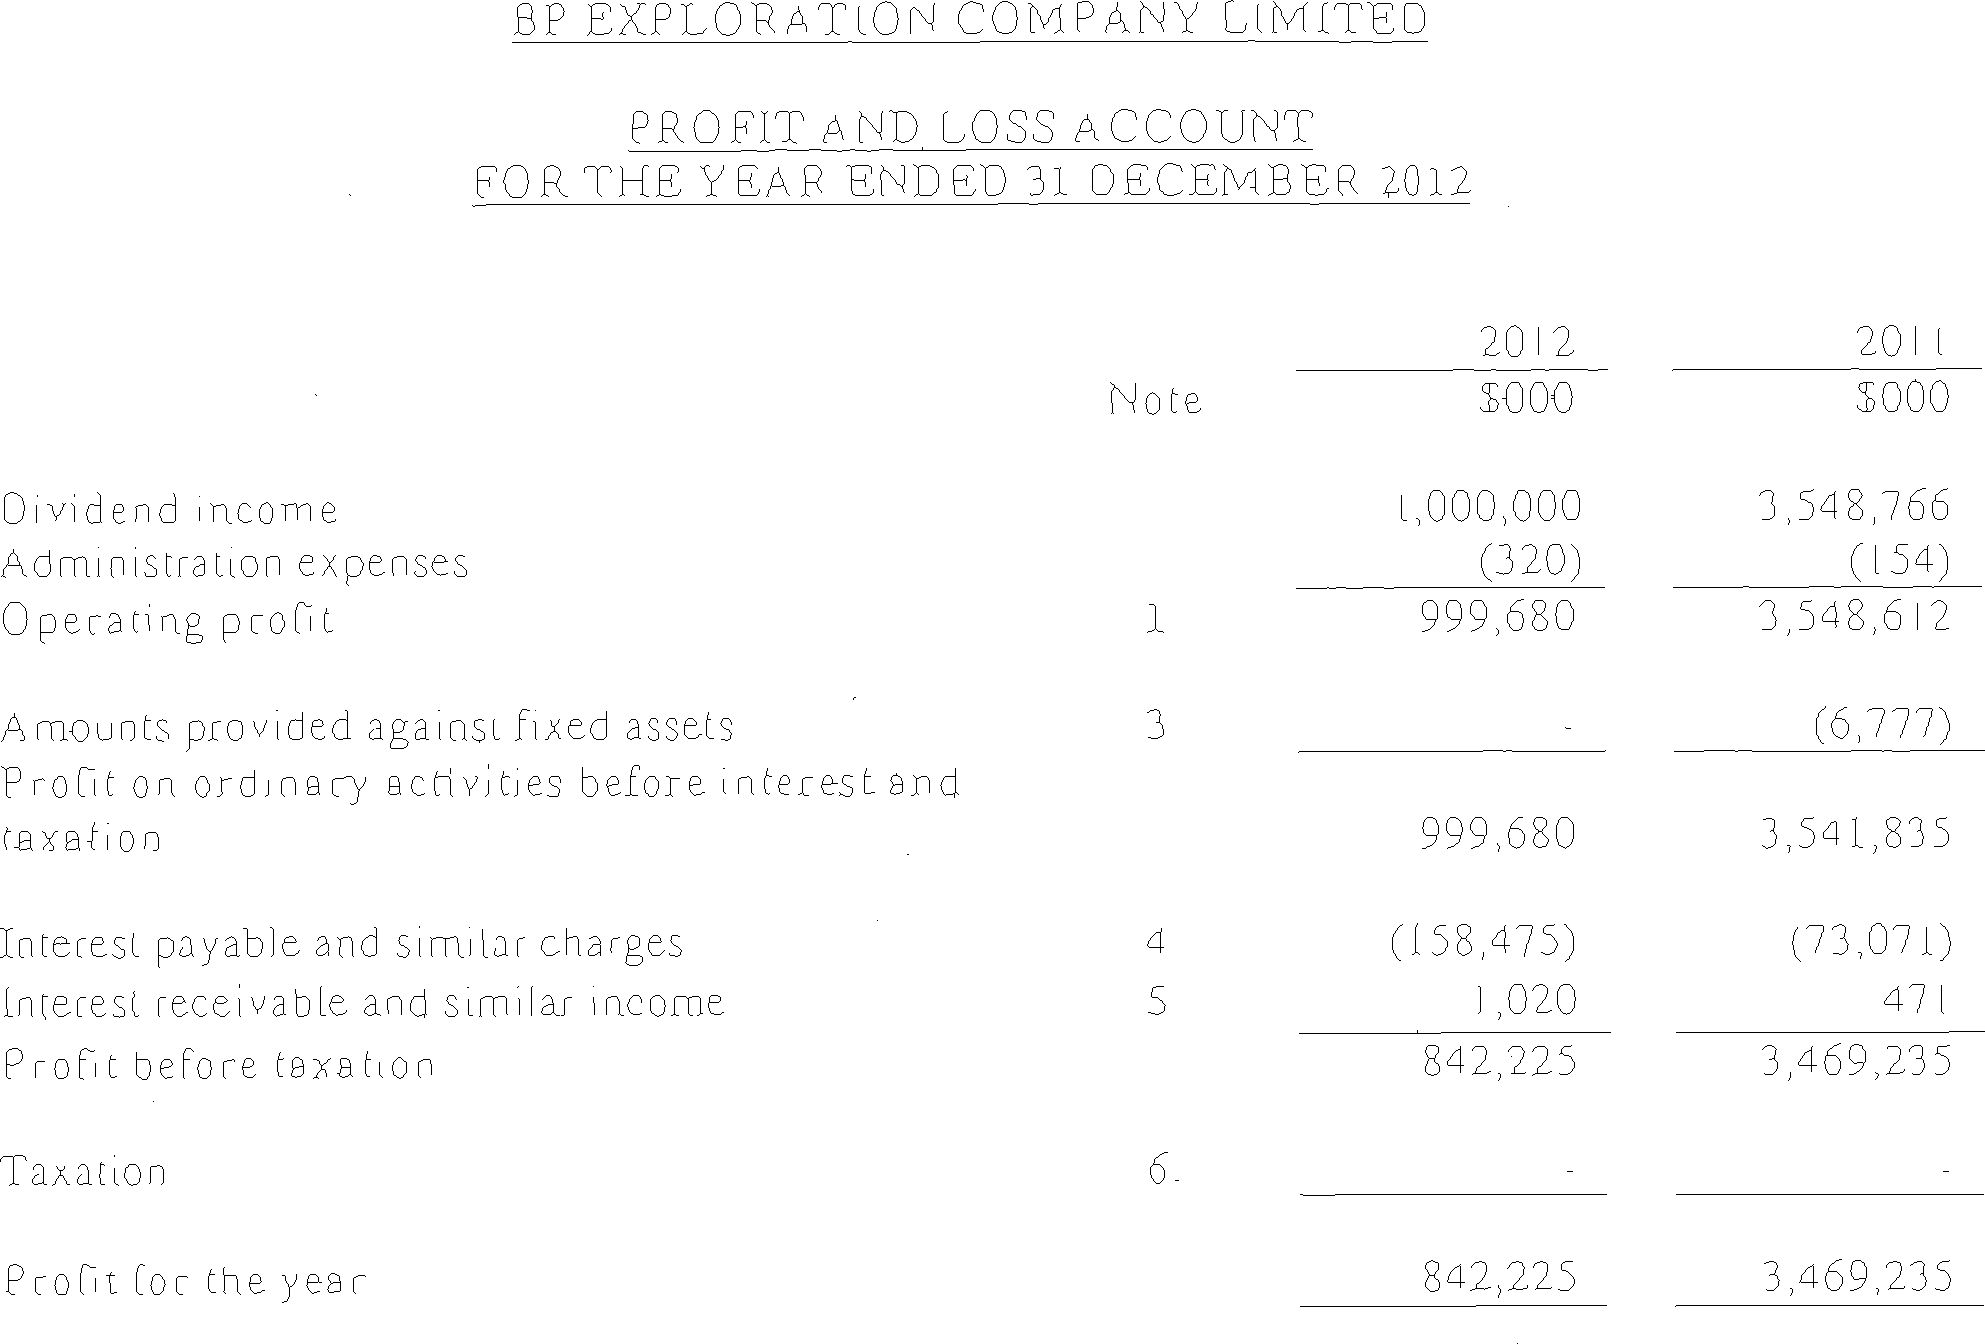 BP EXPLORATION COMPANY LIMITED
PROFIT AND LOSS ACCOUNT
FOR THE YEAR ENDED 31 DECEMBER 2012
2012 2011
Note $000 $000
Dividend income 1,000,000 3,548,766
Administration expenses (320) (154)
Operating profit 1 999,680 3,548,612
Amounts provided against fixed assets 3 - (6,777)
Profit on ordinary activities before interest and
taxation 999,680 3,541,835
Interest payable and similar charges 4 (158,475) (73,071)
Interest receivable and similar income 5 1,020 471
Profit before taxation 842,225 3,469,235
Taxation 6 - -
Profit for the year 842,225 3,469,235